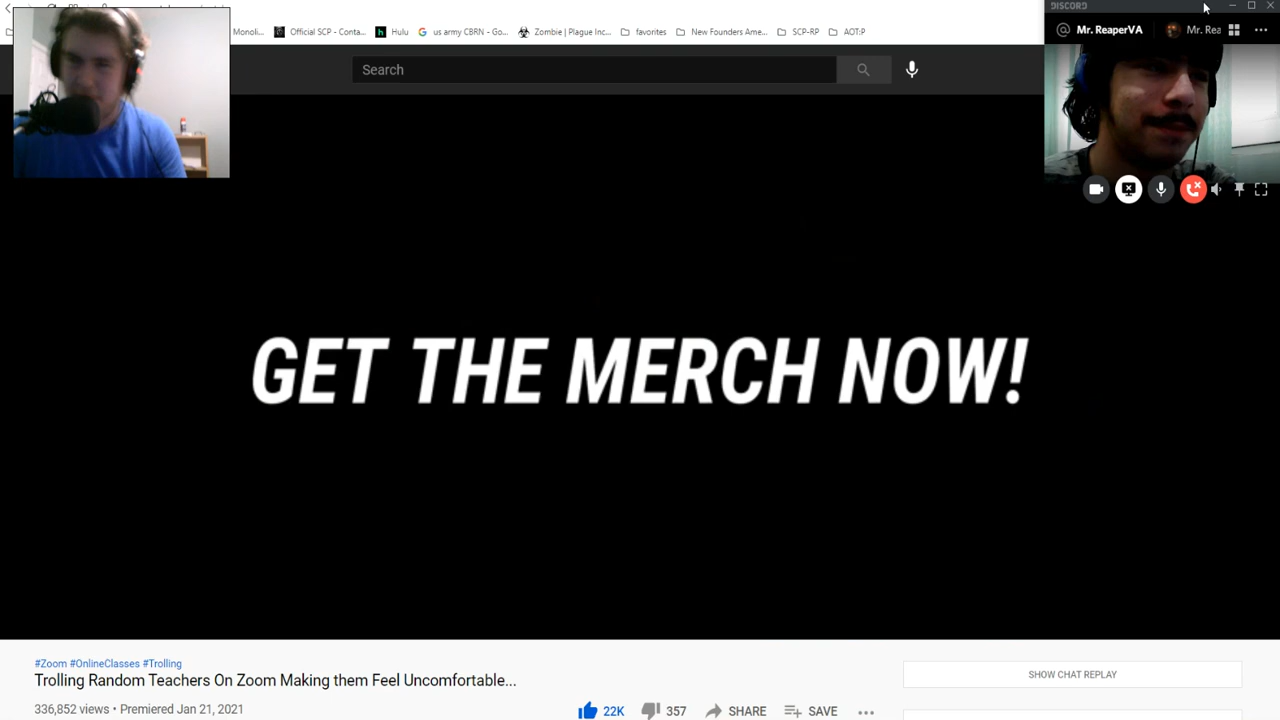 Monoli...
Official SCP - Conta...
Hulu
us army CBRN - Go...
Zombie | Plague Inc...
favorites
New Founders Ame...
SCP-RP
AOT:P
DISCORD
@ Mr. ReaperVA
Mr. Rea
Search
GET THE MERCH NOW!
#Zoom #OnlineClasses #Trolling
Trolling Random Teachers On Zoom Making them Feel Uncomfortable...
336,852 views • Premiered Jan 21, 2021
22K
357
SHARE
SAVE
SHOW CHAT REPLAY